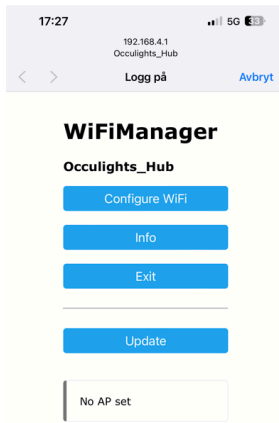 17:27
5G 33
192.168.4.1
Occulights_Hub
Logg på
Avbryt
WiFiManager
Occulights_Hub
Configure WiFi
Info
Exit
Update
No AP set